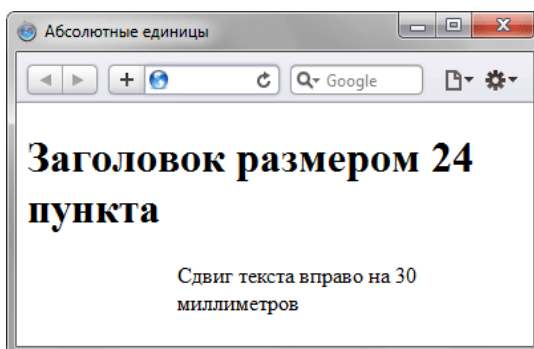 Абсолютные единицы
Google
Заголовок размером 24
пункта
Сдвиг текста вправо на 30
миллиметров